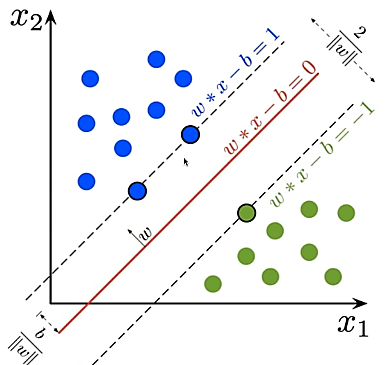 x₂
w * x − b = 1
2
‖w‖
w * x − b = 0
w * x − b = −1
w
b
‖w‖
x₁